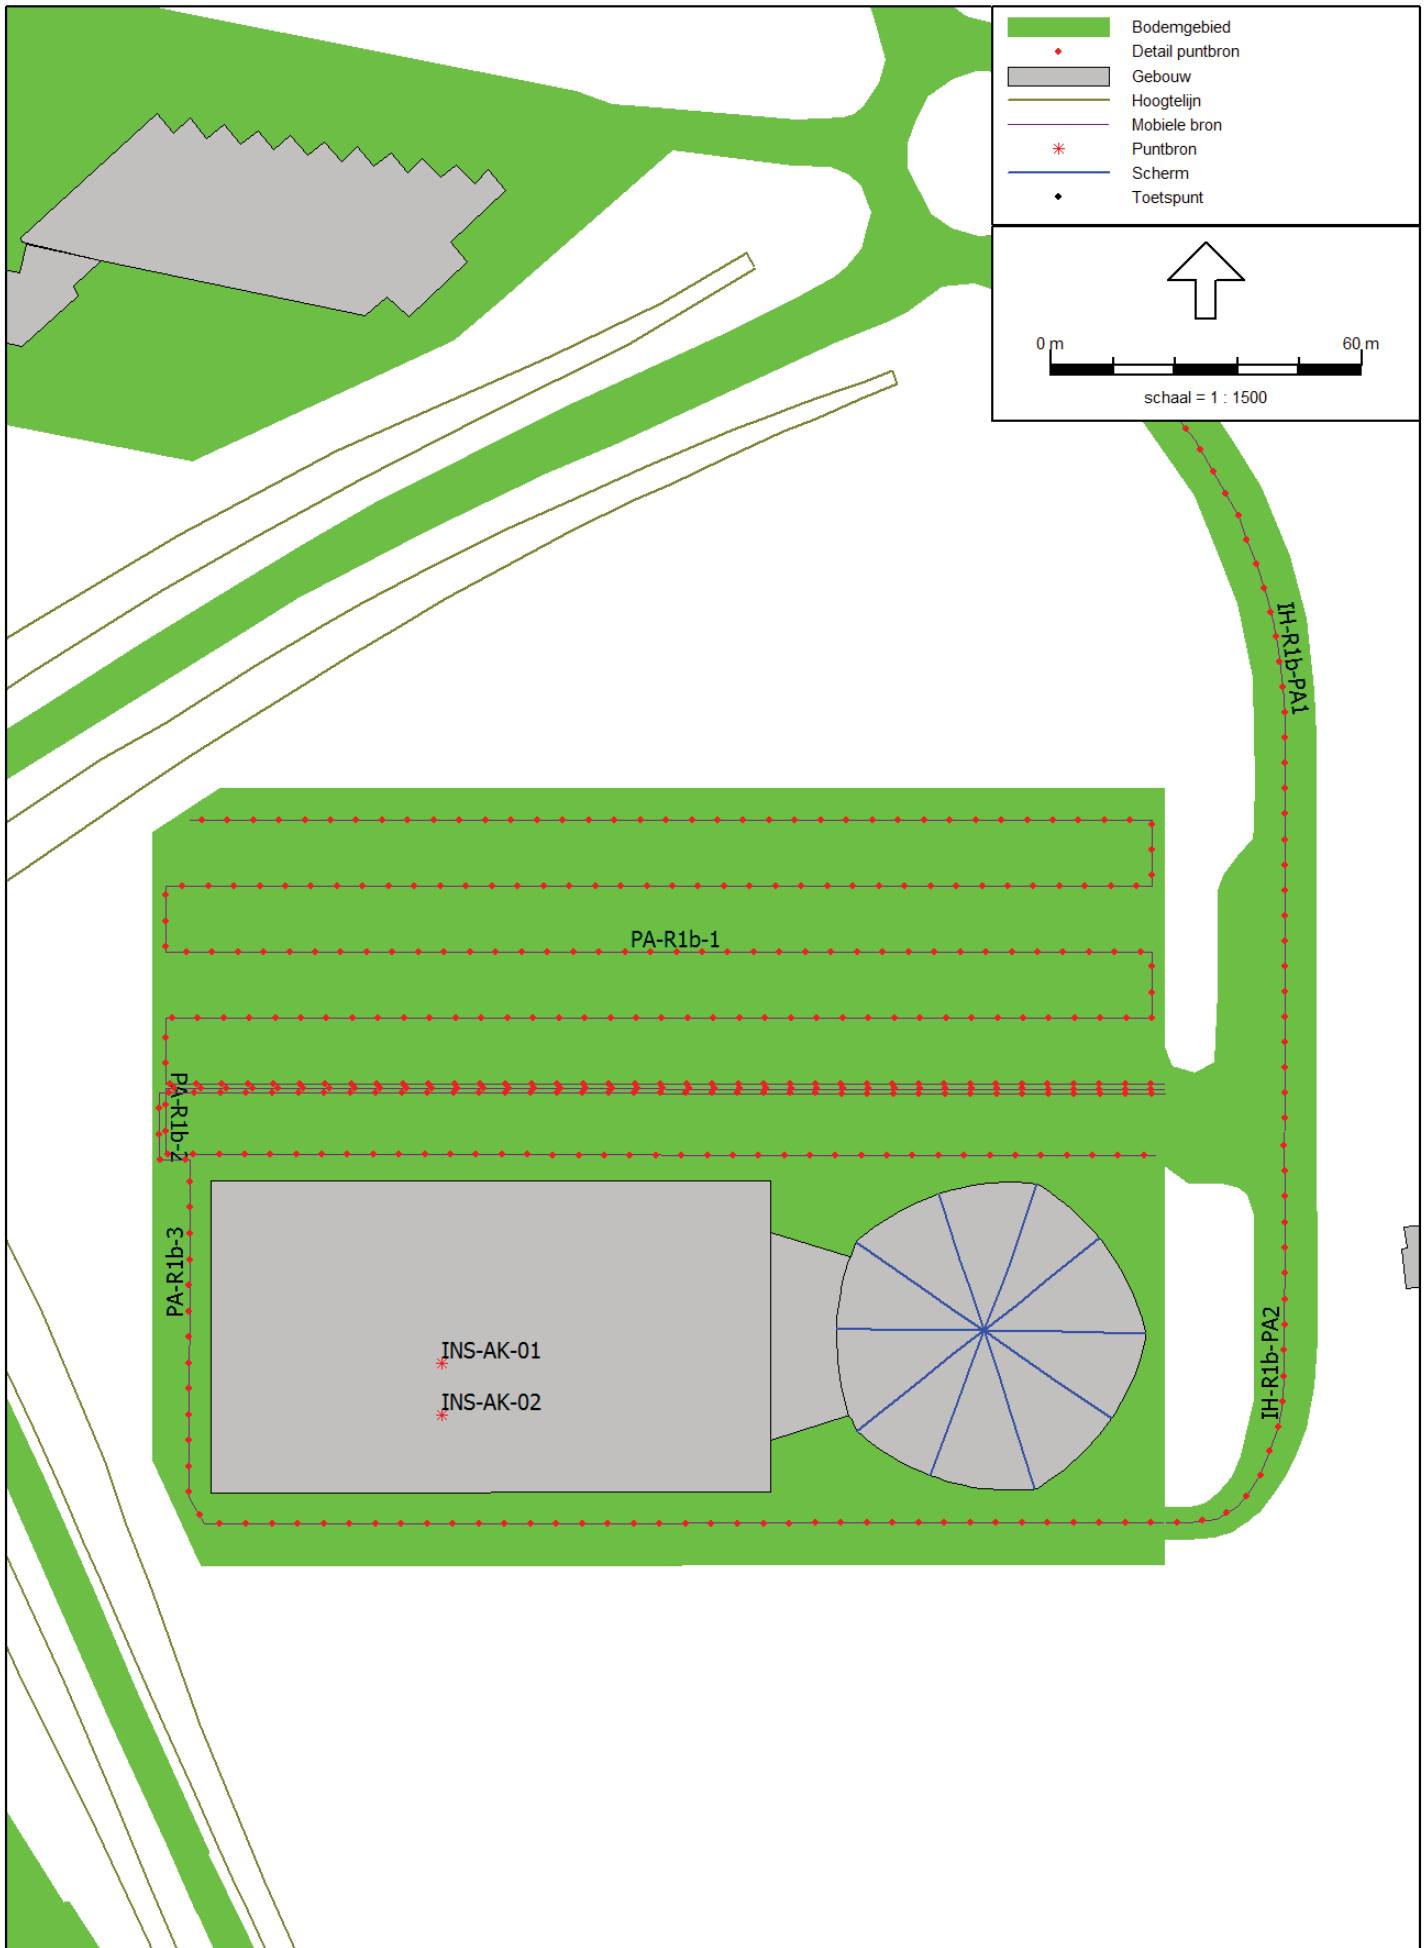 Bodemgebied
Detail puntbron
Gebouw
Hoogtelijn
Mobiele bron
Puntbron
Scherm
Toetspunt
0 m 60 m
schaal = 1 : 1500
IH-R1b-PA1
PA-R1b-1
PA-R1b-2
PA-R1b-3
IH-R1b-PA2
INS-AK-01
INS-AK-02